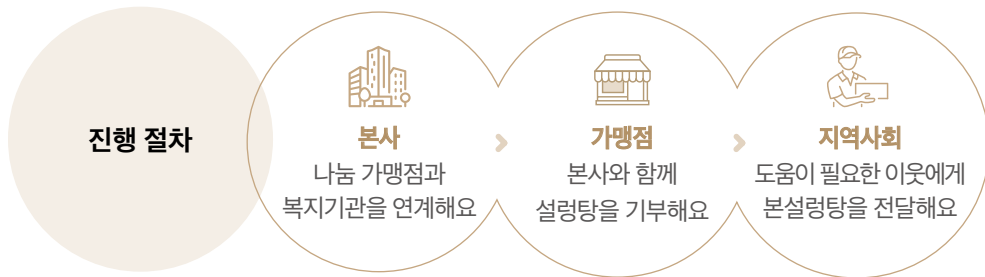 진행 절차
본사
나눔 가맹점과
복지기관을 연계해요
가맹점
본사와 함께
설렁탕을 기부해요
지역사회
도움이 필요한 이웃에게
본설렁탕을 전달해요